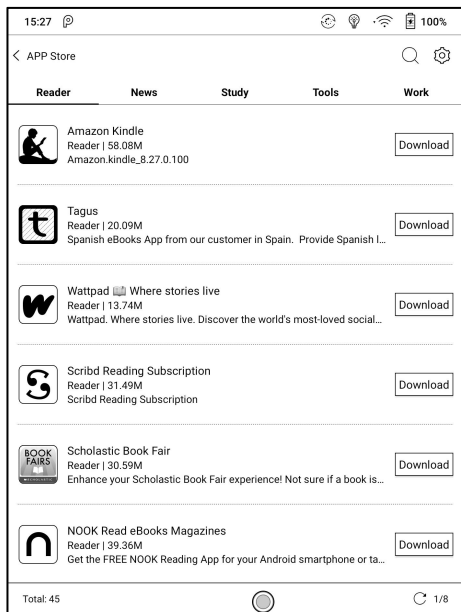 15:27
100%
APP Store
Reader News Study Tools Work
Amazon Kindle
Reader | 58.08M
Amazon.kindle_8.27.0.100
Download
Tagus
Reader | 20.09M
Spanish eBooks App from our customer in Spain. Provide Spanish l...
Download
Wattpad 📖 Where stories live
Reader | 13.74M
Wattpad. Where stories live. Discover the world's most-loved social...
Download
Scribd Reading Subscription
Reader | 31.49M
Scribd Reading Subscription
Download
BOOK
FAIRS
SCHOLASTIC
Scholastic Book Fair
Reader | 30.59M
Enhance your Scholastic Book Fair experience! Not sure if a book is...
Download
NOOK Read eBooks Magazines
Reader | 39.36M
Get the FREE NOOK Reading App for your Android smartphone or ta...
Download
Total: 45
1/8